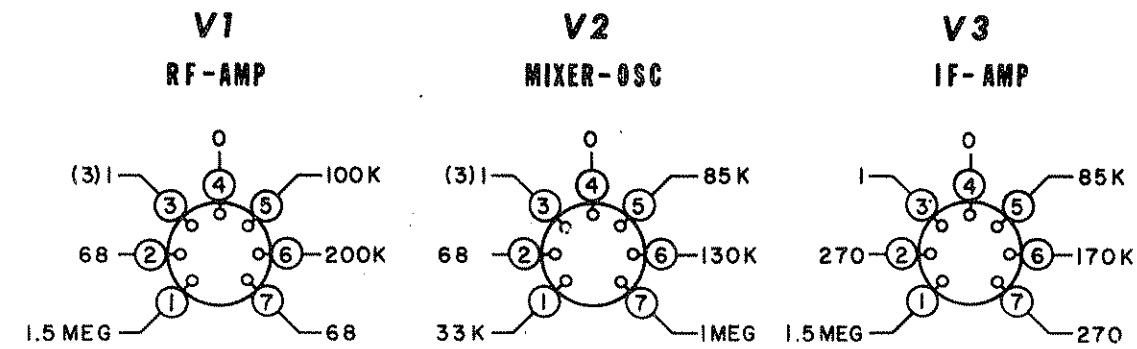 V1 V2 V3
RF-AMP MIXER-OSC IF-AMP
0 0 0
(3)1 3 4 5 100K (3)1 3 4 5 85K 1 3 4 5 85K
68 2 6 200K 68 2 6 130K 270 2 6 170K
1.5 MEG 1 7 68 33K 1 7 1MEG 1.5MEG 1 7 270